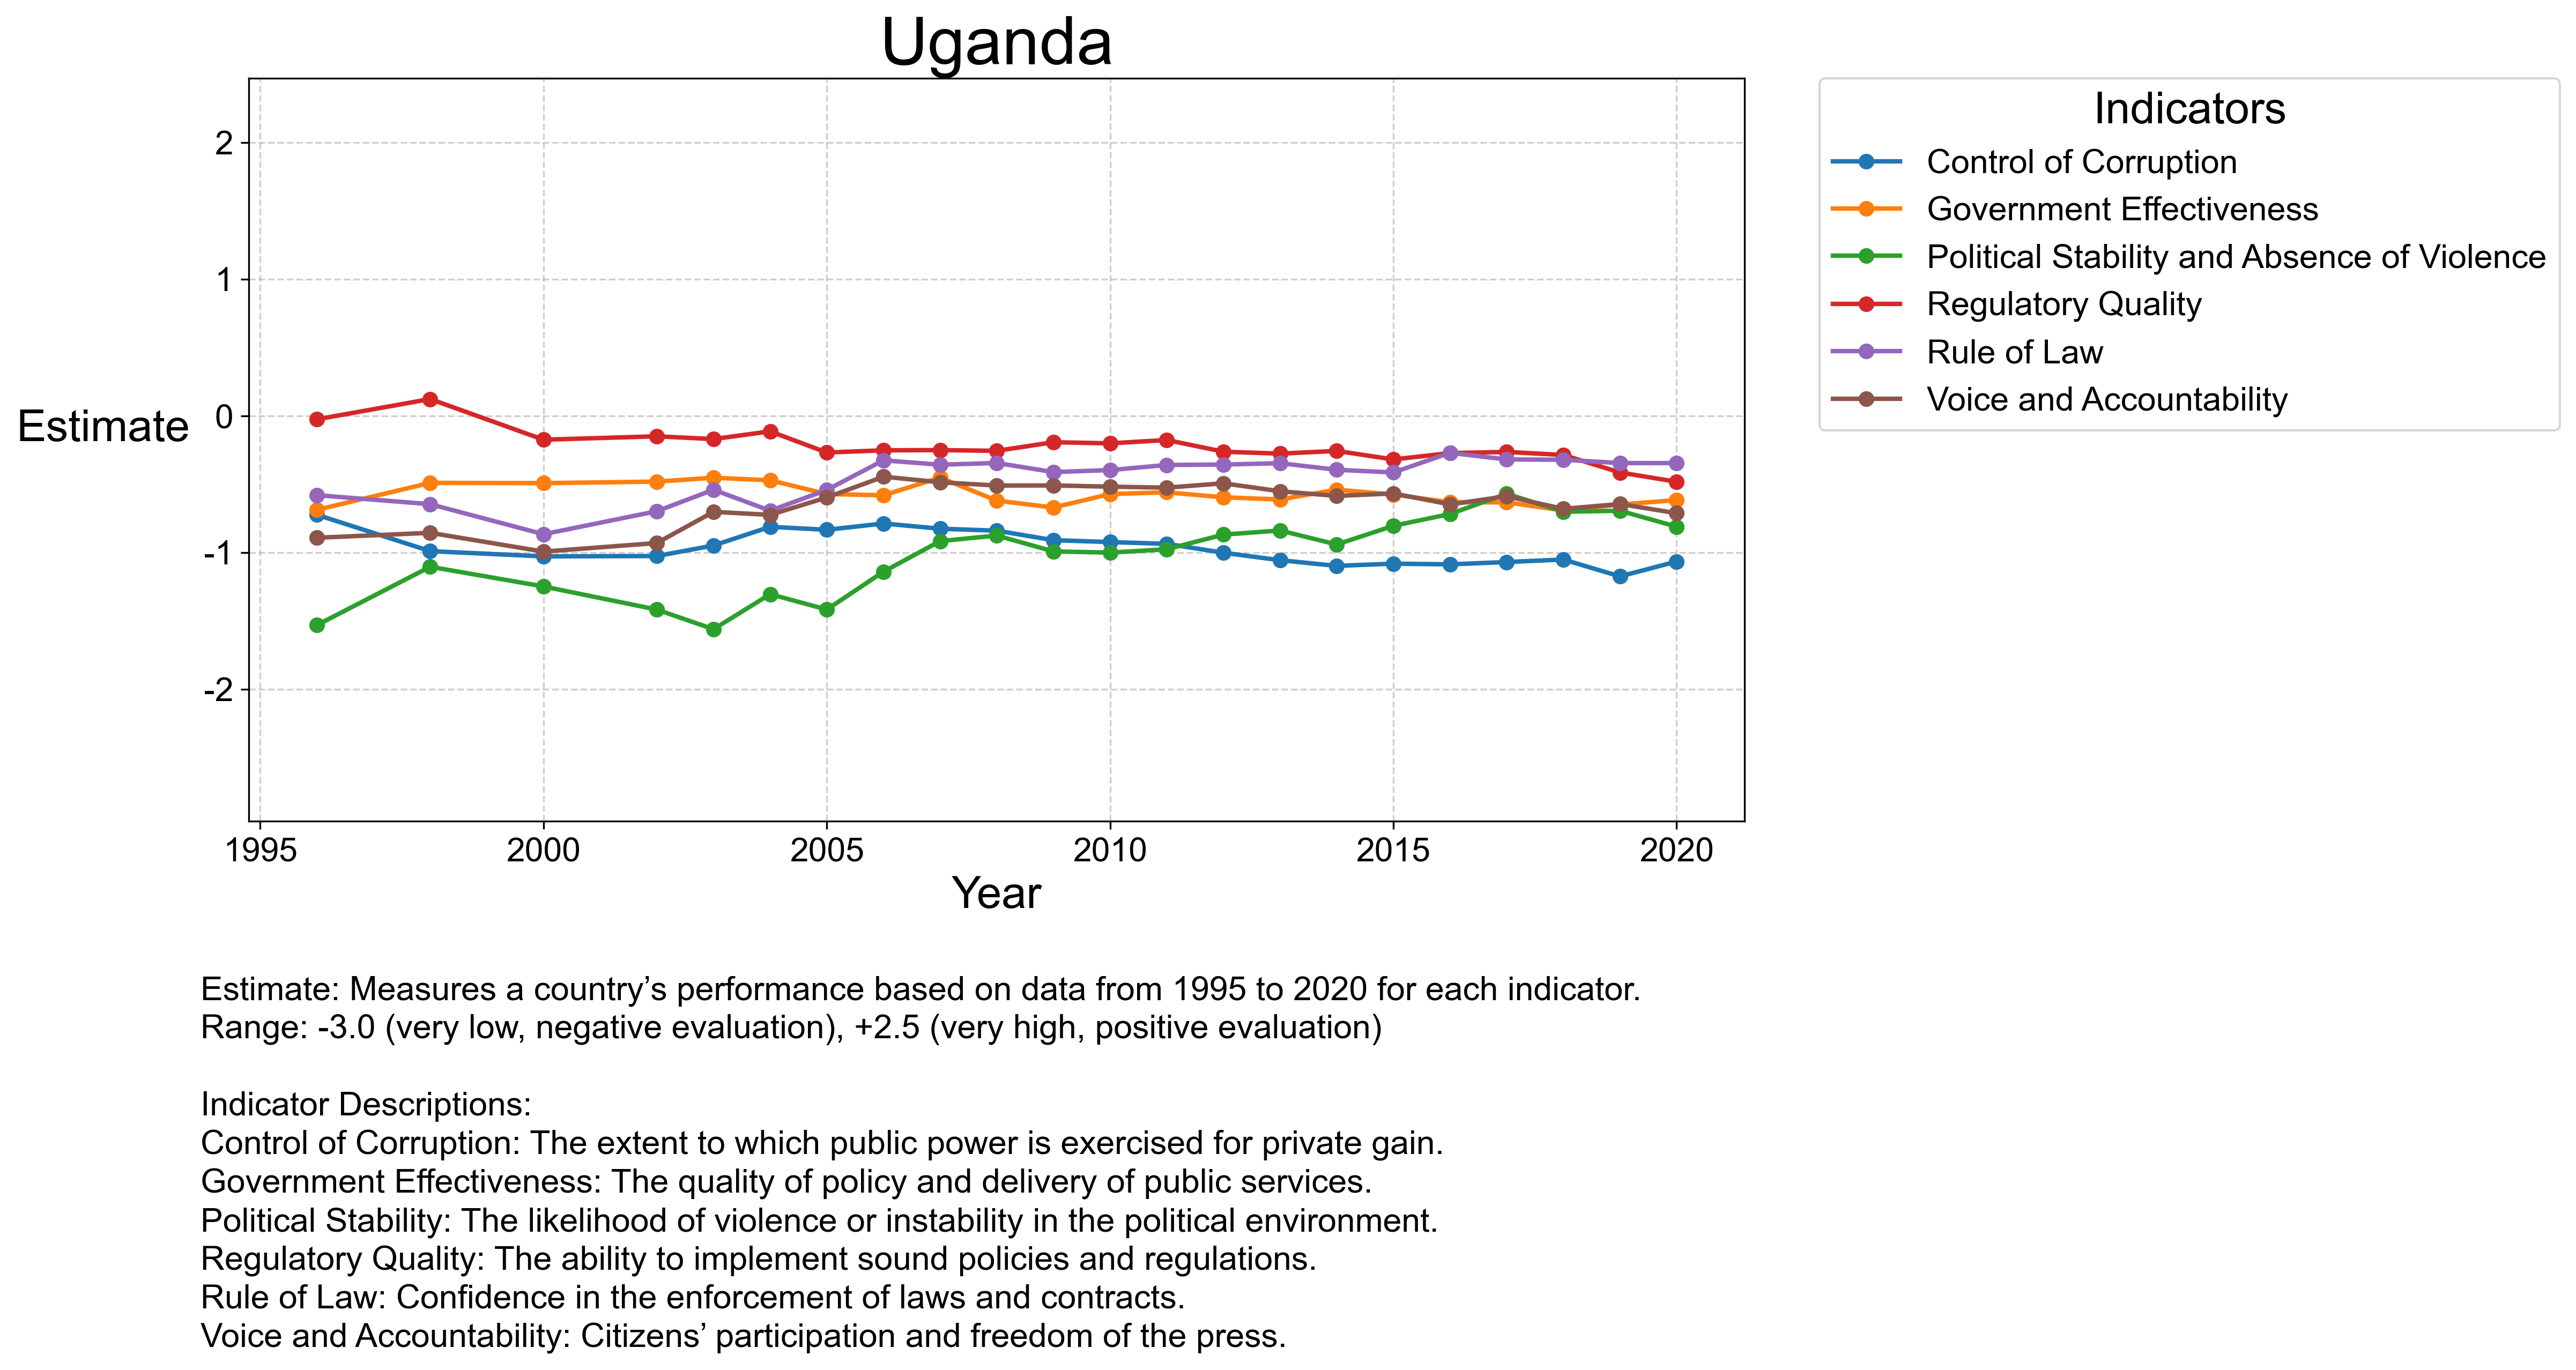 Uganda
Estimate
2
1
0
-1
-2
1995 2000 2005 2010 2015 2020
Year
Indicators
Control of Corruption
Government Effectiveness
Political Stability and Absence of Violence
Regulatory Quality
Rule of Law
Voice and Accountability
Estimate: Measures a country’s performance based on data from 1995 to 2020 for each indicator.
Range: -3.0 (very low, negative evaluation), +2.5 (very high, positive evaluation)
Indicator Descriptions:
Control of Corruption: The extent to which public power is exercised for private gain.
Government Effectiveness: The quality of policy and delivery of public services.
Political Stability: The likelihood of violence or instability in the political environment.
Regulatory Quality: The ability to implement sound policies and regulations.
Rule of Law: Confidence in the enforcement of laws and contracts.
Voice and Accountability: Citizens’ participation and freedom of the press.